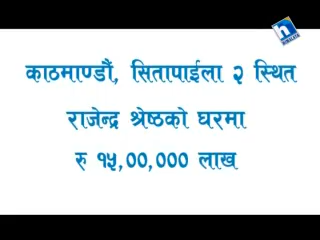 काठमाण्डौं, सितापाईला २ स्थित
राजेन्द्र श्रेष्ठको घरमा
रु १५,००,००० लाख